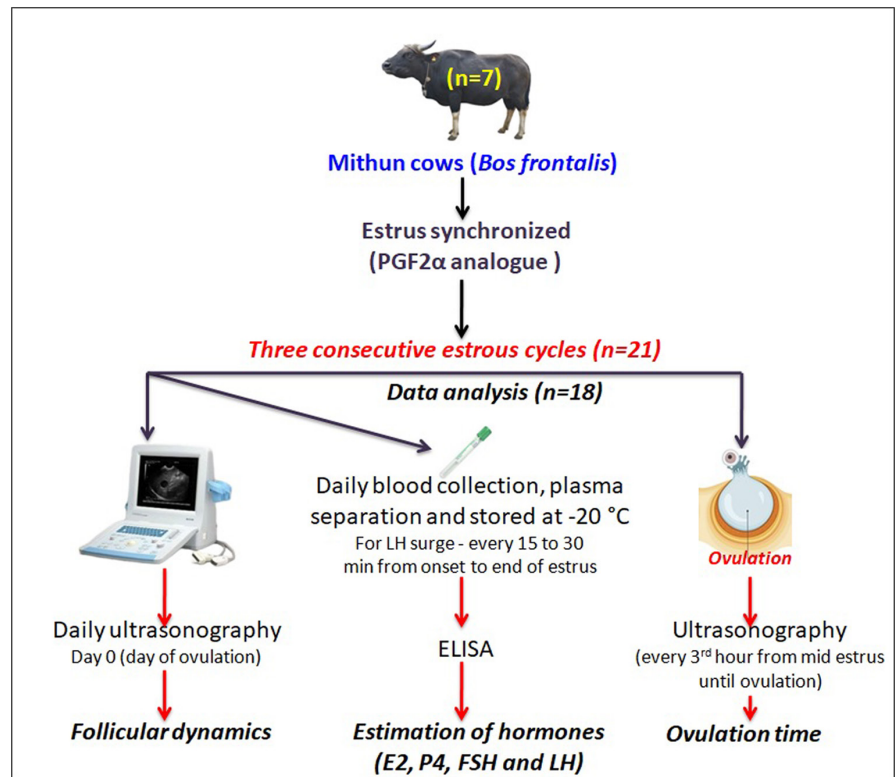 (n=7)
Mithun cows (Bos frontalis)
Estrus synchronized
(PGF2α analogue )
Three consecutive estrous cycles (n=21)
Data analysis (n=18)
Daily ultrasonography
Day 0 (day of ovulation)
Follicular dynamics
Daily blood collection, plasma
separation and stored at -20 °C
For LH surge - every 15 to 30
min from onset to end of estrus
ELISA
Estimation of hormones
(E2, P4, FSH and LH)
Ovulation
Ultrasonography
(every 3rd hour from mid estrus
until ovulation)
Ovulation time